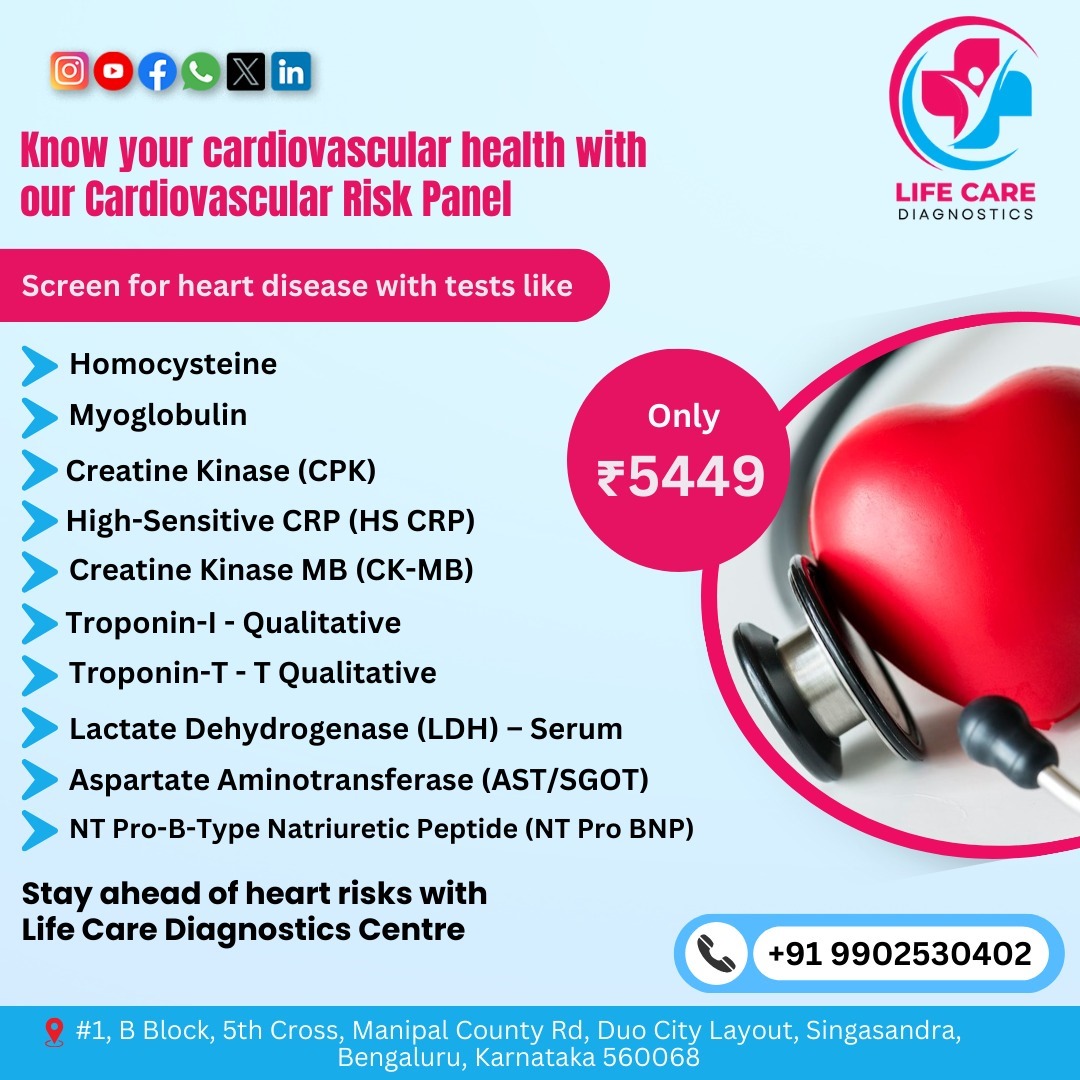 LIFE CARE
DIAGNOSTICS
Know your cardiovascular health with
our Cardiovascular Risk Panel
Screen for heart disease with tests like
Homocysteine
Myoglobulin
Creatine Kinase (CPK)
High-Sensitive CRP (HS CRP)
Creatine Kinase MB (CK-MB)
Troponin-I - Qualitative
Troponin-T - T Qualitative
Lactate Dehydrogenase (LDH) – Serum
Aspartate Aminotransferase (AST/SGOT)
NT Pro-B-Type Natriuretic Peptide (NT Pro BNP)
Only
₹5449
Stay ahead of heart risks with
Life Care Diagnostics Centre
+91 9902530402
#1, B Block, 5th Cross, Manipal County Rd, Duo City Layout, Singasandra,
Bengaluru, Karnataka 560068